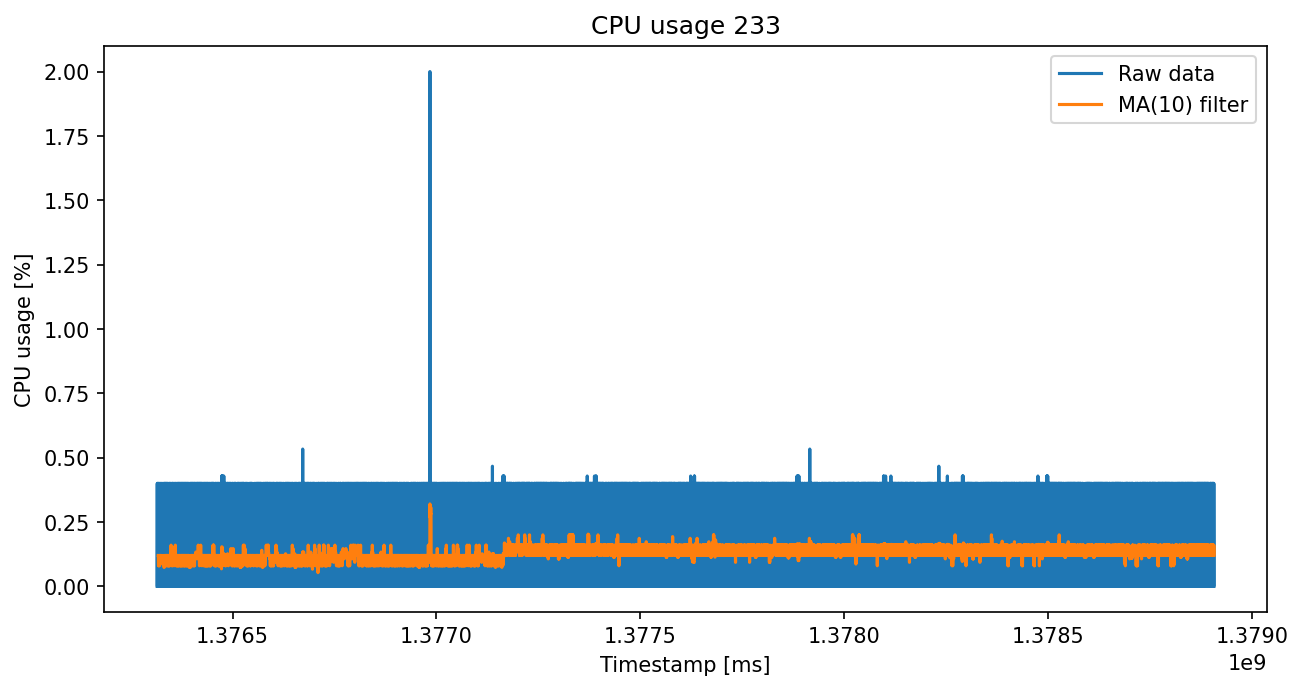 CPU usage 233
Raw data
MA(10) filter
CPU usage [%]
2.00
1.75
1.50
1.25
1.00
0.75
0.50
0.25
0.00
1.3765 1.3770 1.3775 1.3780 1.3785 1.3790
1e9
Timestamp [ms]